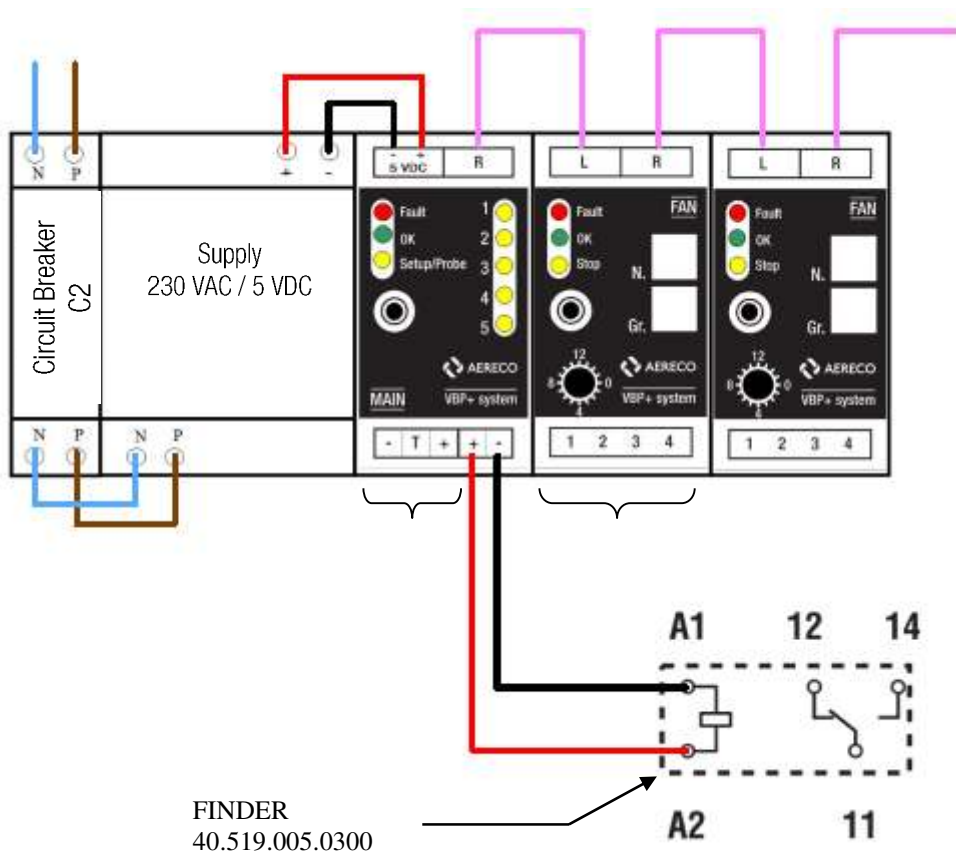 N P
+ -
- +
5 VDC
R
L R
L R
Circuit Breaker
C2
Supply
230 VAC / 5 VDC
Fault
OK
Setup/Probe
1
2
3
4
5
AERECO
MAIN
VBP+ system
FAN
Fault
OK
Stop
N.
Gr.
12
8
0
4
AERECO
VBP+ system
FAN
Fault
OK
Stop
N.
Gr.
12
8
0
4
AERECO
VBP+ system
N P
N P
- T + + -
1 2 3 4
1 2 3 4
A1 12 14
A2 11
FINDER
40.519.005.0300